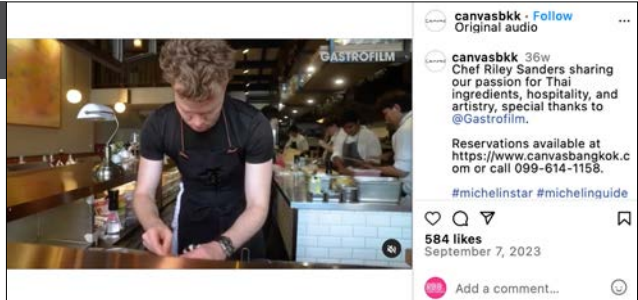 GASTROFILM
canvasbkk · Follow
Original audio
canvasbkk 36w
Chef Riley Sanders sharing
our passion for Thai
ingredients, hospitality, and
artistry, special thanks to
@Gastrofilm.
Reservations available at
https://www.canvasbangkok.c
om or call 099-614-1158.
#michelinstar #michelinguide
584 likes
September 7, 2023
Add a comment...